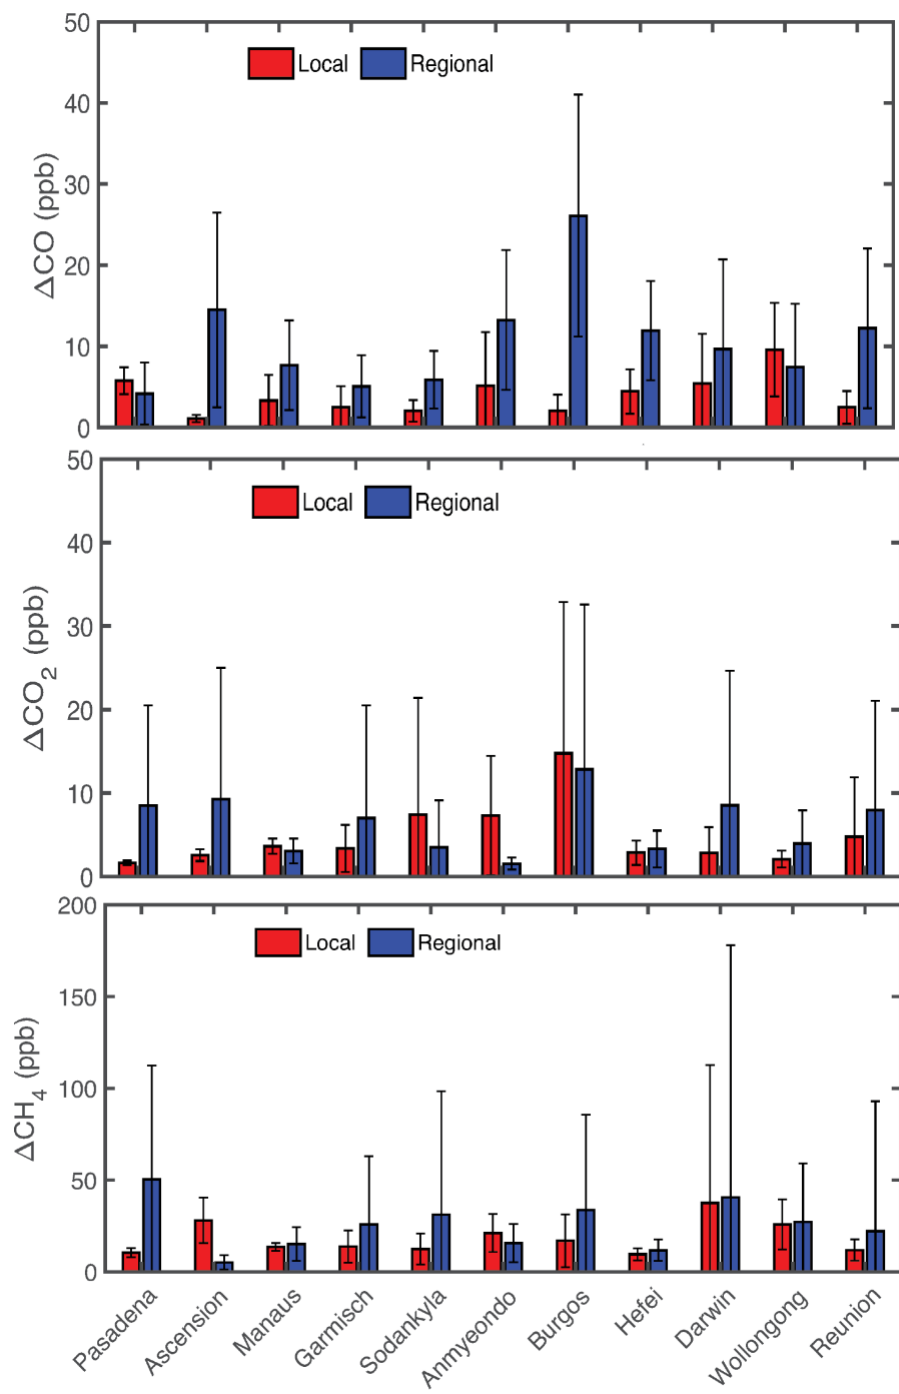 50
40
30
20
10
0
ΔCO (ppb)
Local Regional
50
40
30
20
10
0
ΔCO2 (ppb)
Local Regional
200
150
100
50
0
ΔCH4 (ppb)
Local Regional
Pasadena
Ascension
Manaus
Garmisch
Sodankyla
Anmyeondo
Burgos
Hefei
Darwin
Wollongong
Reunion